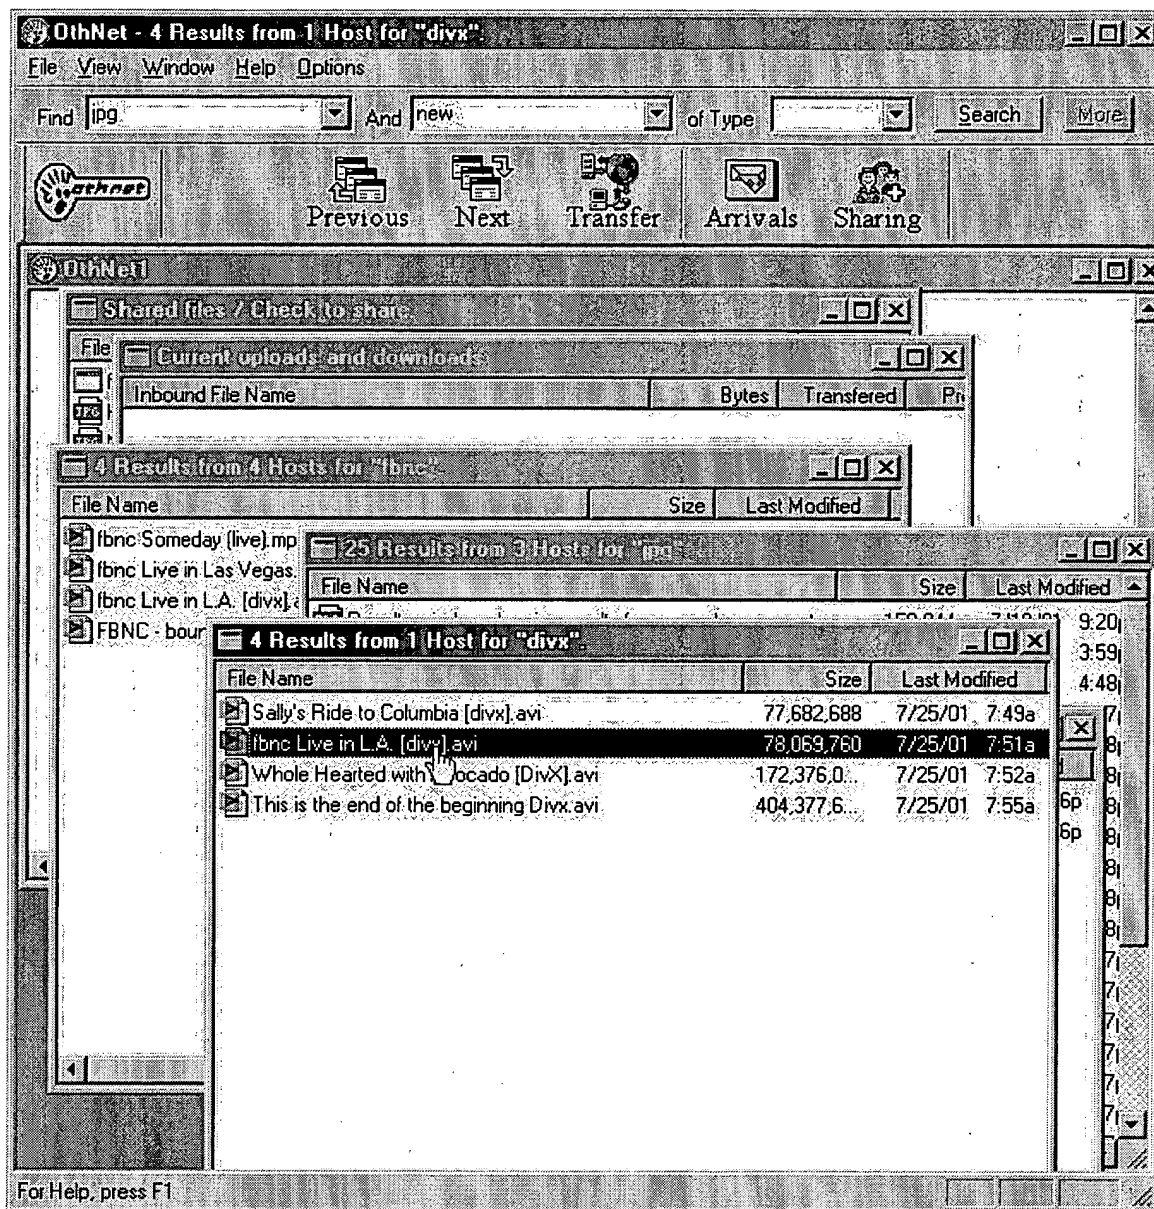 OthNet - 4 Results from 1 Host for "divx".
File View Window Help Options
Find jpg And new of Type Search More
othnet
Previous Next Transfer Arrivals Sharing
OthNet1
Shared files / Check to share.
File
Current uploads and downloads.
Inbound File Name Bytes Transfered Pr
4 Results from 4 Hosts for "fbnc".
File Name Size Last Modified
fbnc Someday (live).mp
fbnc Live in Las Vegas.
fbnc Live in L.A. [divx].a
FBNC - bour
25 Results from 3 Hosts for "jpg".
File Name Size Last Modified
9:20p
3:59p
4:48p
4 Results from 1 Host for "divx".
File Name Size Last Modified
Sally's Ride to Columbia [divx].avi 77,682,688 7/25/01 7:49a
fbnc Live in L.A. [divx].avi 78,069,760 7/25/01 7:51a
Whole Hearted with Avocado [DivX].avi 172,376,0... 7/25/01 7:52a
This is the end of the beginning Divx.avi 404,377,6... 7/25/01 7:55a
6p
6p
For Help, press F1